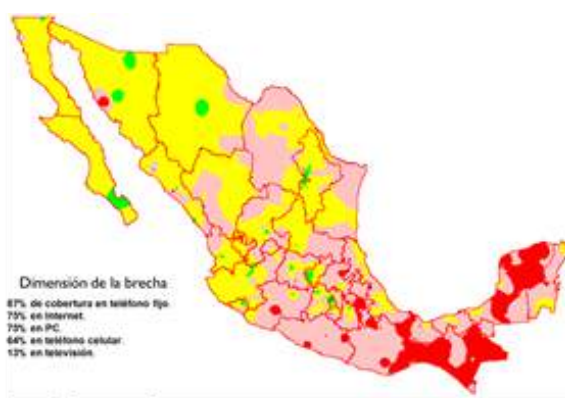 Dimensión de la brecha
67% de cobertura en teléfono fijo.
75% en Internet.
75% en PC.
64% en teléfono celular.
13% en televisión.